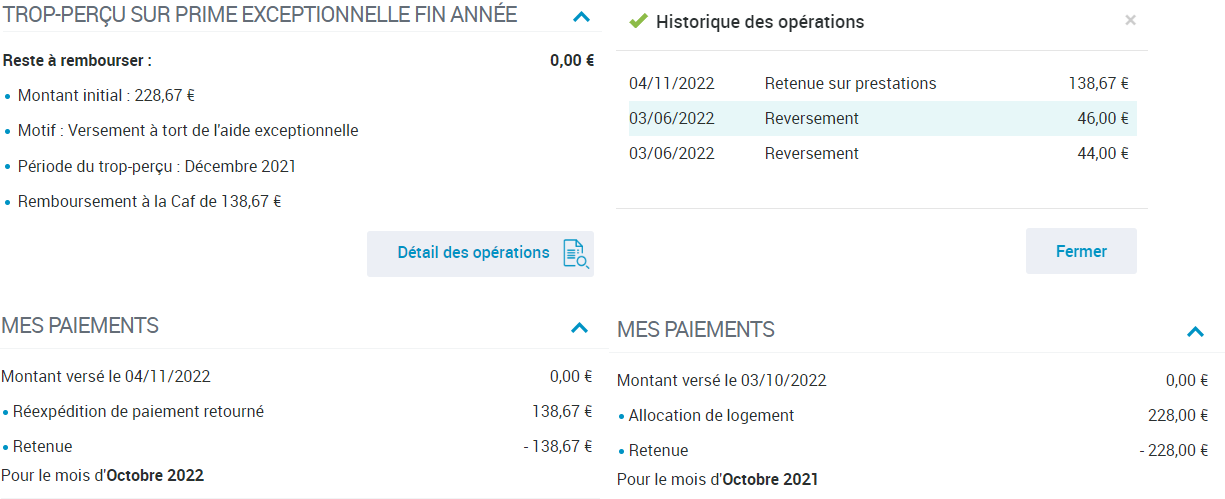 TROP-PERÇU SUR PRIME EXCEPTIONNELLE FIN ANNÉE
Reste à rembourser : 0,00 €
• Montant initial : 228,67 €
• Motif : Versement à tort de l'aide exceptionnelle
• Période du trop-perçu : Décembre 2021
• Remboursement à la Caf de 138,67 €
Détail des opérations
Historique des opérations ×
04/11/2022 Retenue sur prestations 138,67 €
03/06/2022 Reversement 46,00 €
03/06/2022 Reversement 44,00 €
Fermer
MES PAIEMENTS
Montant versé le 04/11/2022 0,00 €
• Réexpédition de paiement retourné 138,67 €
• Retenue - 138,67 €
Pour le mois d'Octobre 2022
MES PAIEMENTS
Montant versé le 03/10/2022 0,00 €
• Allocation de logement 228,00 €
• Retenue - 228,00 €
Pour le mois d'Octobre 2021